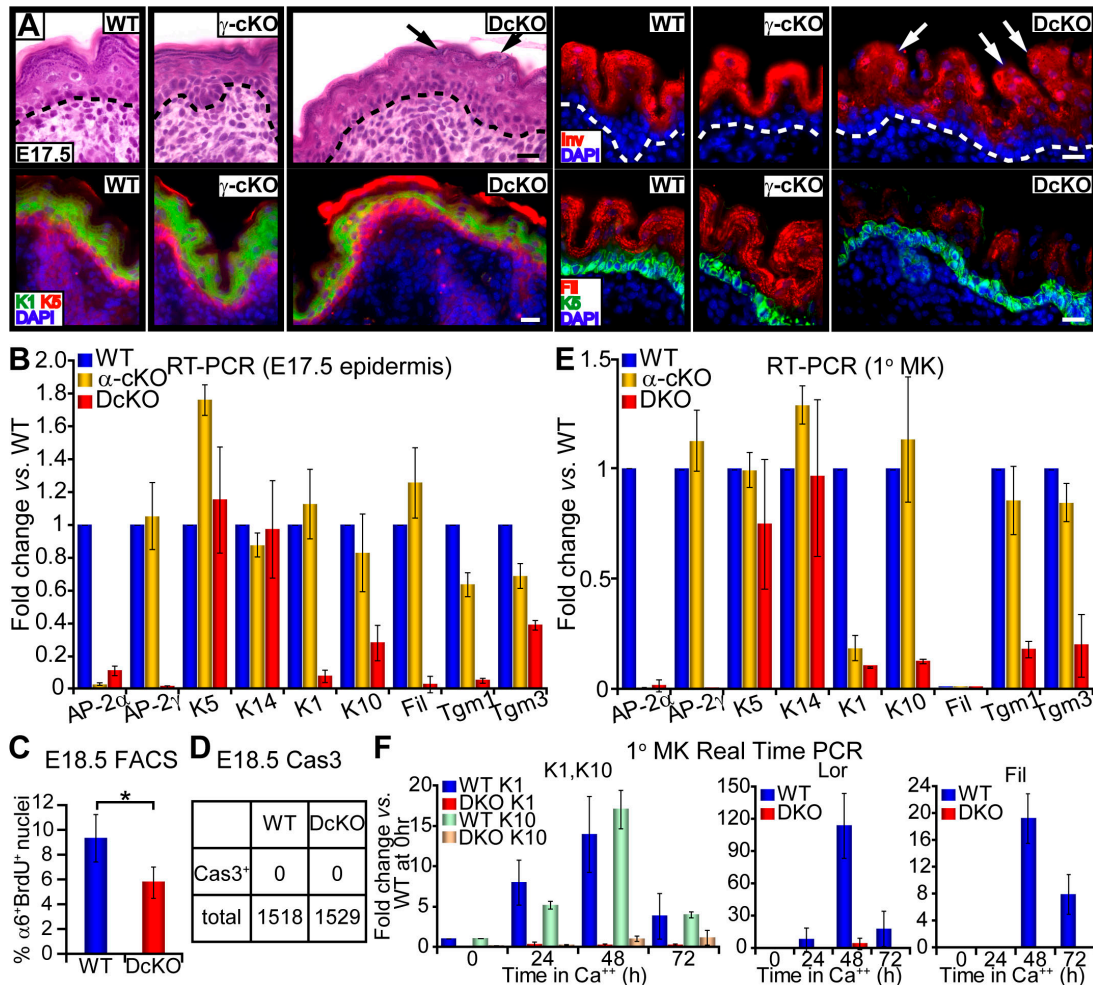 A
WT
γ-cKO
DcKO
E17.5
WT
γ-cKO
DcKO
Inv
DAPI
WT
γ-cKO
DcKO
K1 K5
DAPI
WT
γ-cKO
DcKO
Fil
K5
DAPI
B
RT-PCR (E17.5 epidermis)
WT
α-cKO
DcKO
Fold change vs. WT
2.0
1.8
1.6
1.4
1.2
1
0.8
0.6
0.4
0.2
0
AP-2α
AP-2γ
K5
K14
K1
K10
Fil
Tgm1
Tgm3
E
RT-PCR (1º MK)
WT
α-cKO
DKO
Fold change vs. WT
1.5
1
0.5
0
AP-2α
AP-2γ
K5
K14
K1
K10
Fil
Tgm1
Tgm3
C
E18.5 FACS
% α6⁺BrdU⁺ nuclei
12
10
8
6
4
2
0
*
WT
DcKO
D
E18.5 Cas3
WT DcKO
Cas3⁺ 0 0
total 1518 1529
F
1º MK Real Time PCR
K1,K10
WT K1
DKO K1
WT K10
DKO K10
Fold change vs.
WT at 0hr
20
15
10
5
0
0 24 48 72
Time in Ca⁺⁺ (h)
Lor
WT
DKO
150
120
90
60
30
0
0 24 48 72
Time in Ca⁺⁺ (h)
Fil
WT
DKO
24
20
16
12
8
4
0
0 24 48 72
Time in Ca⁺⁺ (h)